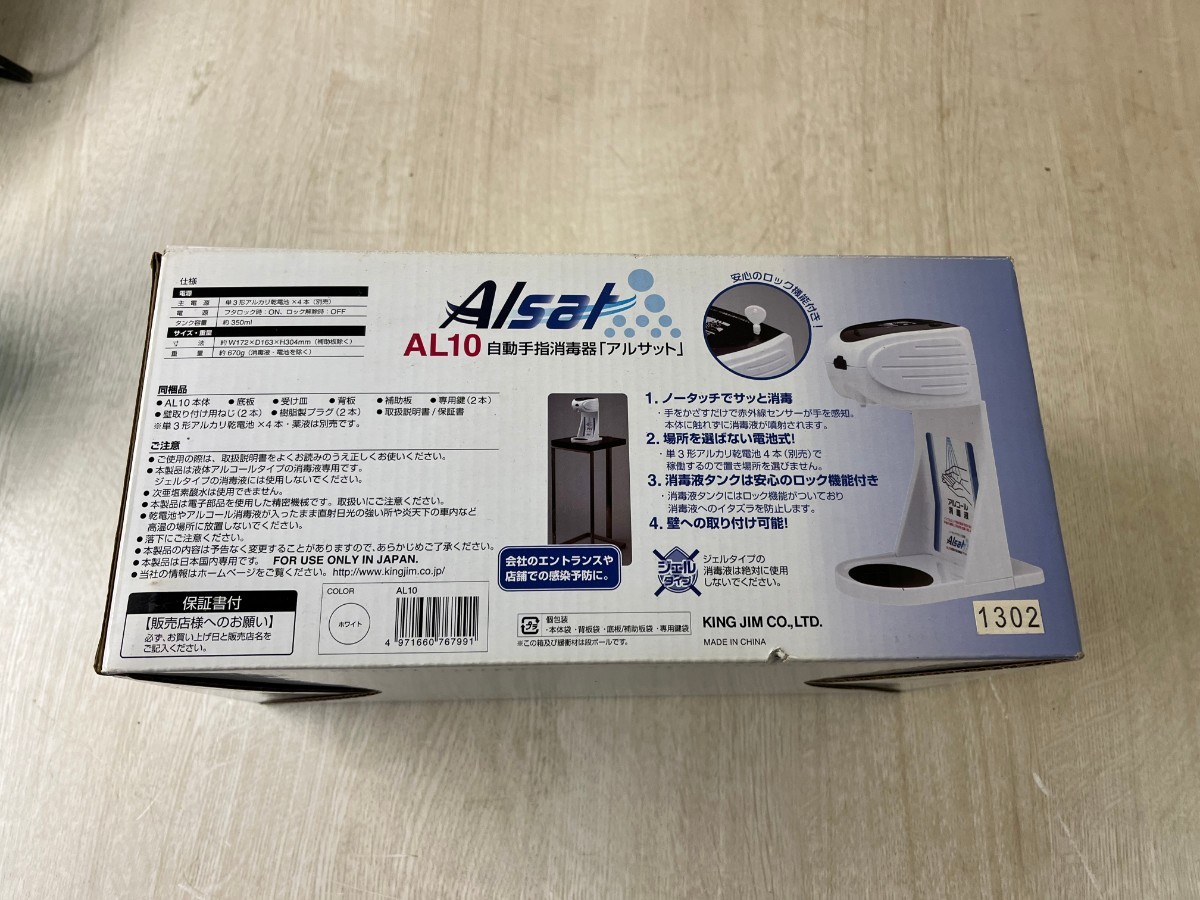 仕様
電源
主電源 単3形アルカリ乾電池×4本(別売)
電源 フタロック時:ON、ロック解除時:OFF
タンク容量 約350ml
サイズ・重量
寸法 約W172×D163×H304mm(補助板除く)
重量 約670g(消毒液・電池を除く)
同梱品
●AL10本体 ●底板 ●受け皿 ●背板 ●補助板 ●専用鍵(2本)
●壁取り付け用ねじ(2本) ●樹脂製プラグ(2本) ●取扱説明書/保証書
※単3形アルカリ乾電池×4本・薬液は別売です。
ご注意
●ご使用の際は、取扱説明書をよくお読みのうえ正しくお使いください。
●本製品は液体アルコールタイプの消毒液専用です。
ジェルタイプの消毒液には使用しないでください。
●次亜塩素酸水は使用できません。
●本製品は電子部品を使用した精密機械です。取扱いにご注意ください。
●乾電池やアルコール消毒液が入ったまま直射日光の強い所や炎天下の車内など
高温の場所に放置しないでください。
●落下にご注意ください。
●本製品の内容は予告なく変更することがありますので、あらかじめご了承ください。
●本製品は日本国内専用です。 FOR USE ONLY IN JAPAN.
●当社の情報はホームページをご覧ください。http://www.kingjim.co.jp/
保証書付
【販売店様へのお願い】
必ず、お買い上げ日と販売店名を
ご記入ください。
COLOR
ホワイト
AL10
4 971660 767991
Alsat
AL10 自動手指消毒器「アルサット」
安心のロック機能付き!
1. ノータッチでサッと消毒
・手をかざすだけで赤外線センサーが手を感知。
本体に触れずに消毒液が噴射されます。
2. 場所を選ばない電池式!
・単3形アルカリ乾電池4本(別売)で
稼働するので置き場所を選びません。
3. 消毒液タンクは安心のロック機能付き
・消毒液タンクにはロック機能がついており
消毒液へのイタズラを防止します。
4. 壁への取り付け可能!
会社のエントランスや
店舗での感染予防に。
ジェル
タイプ
ジェルタイプの
消毒液は絶対に使用
しないでください。
プラ
個包装
・本体袋・背板袋・底板/補助板袋・専用鍵袋
※この箱及び緩衝材は段ボールです。
KING JIM CO.,LTD.
MADE IN CHINA
アルコール
消毒器
Alsat
1302